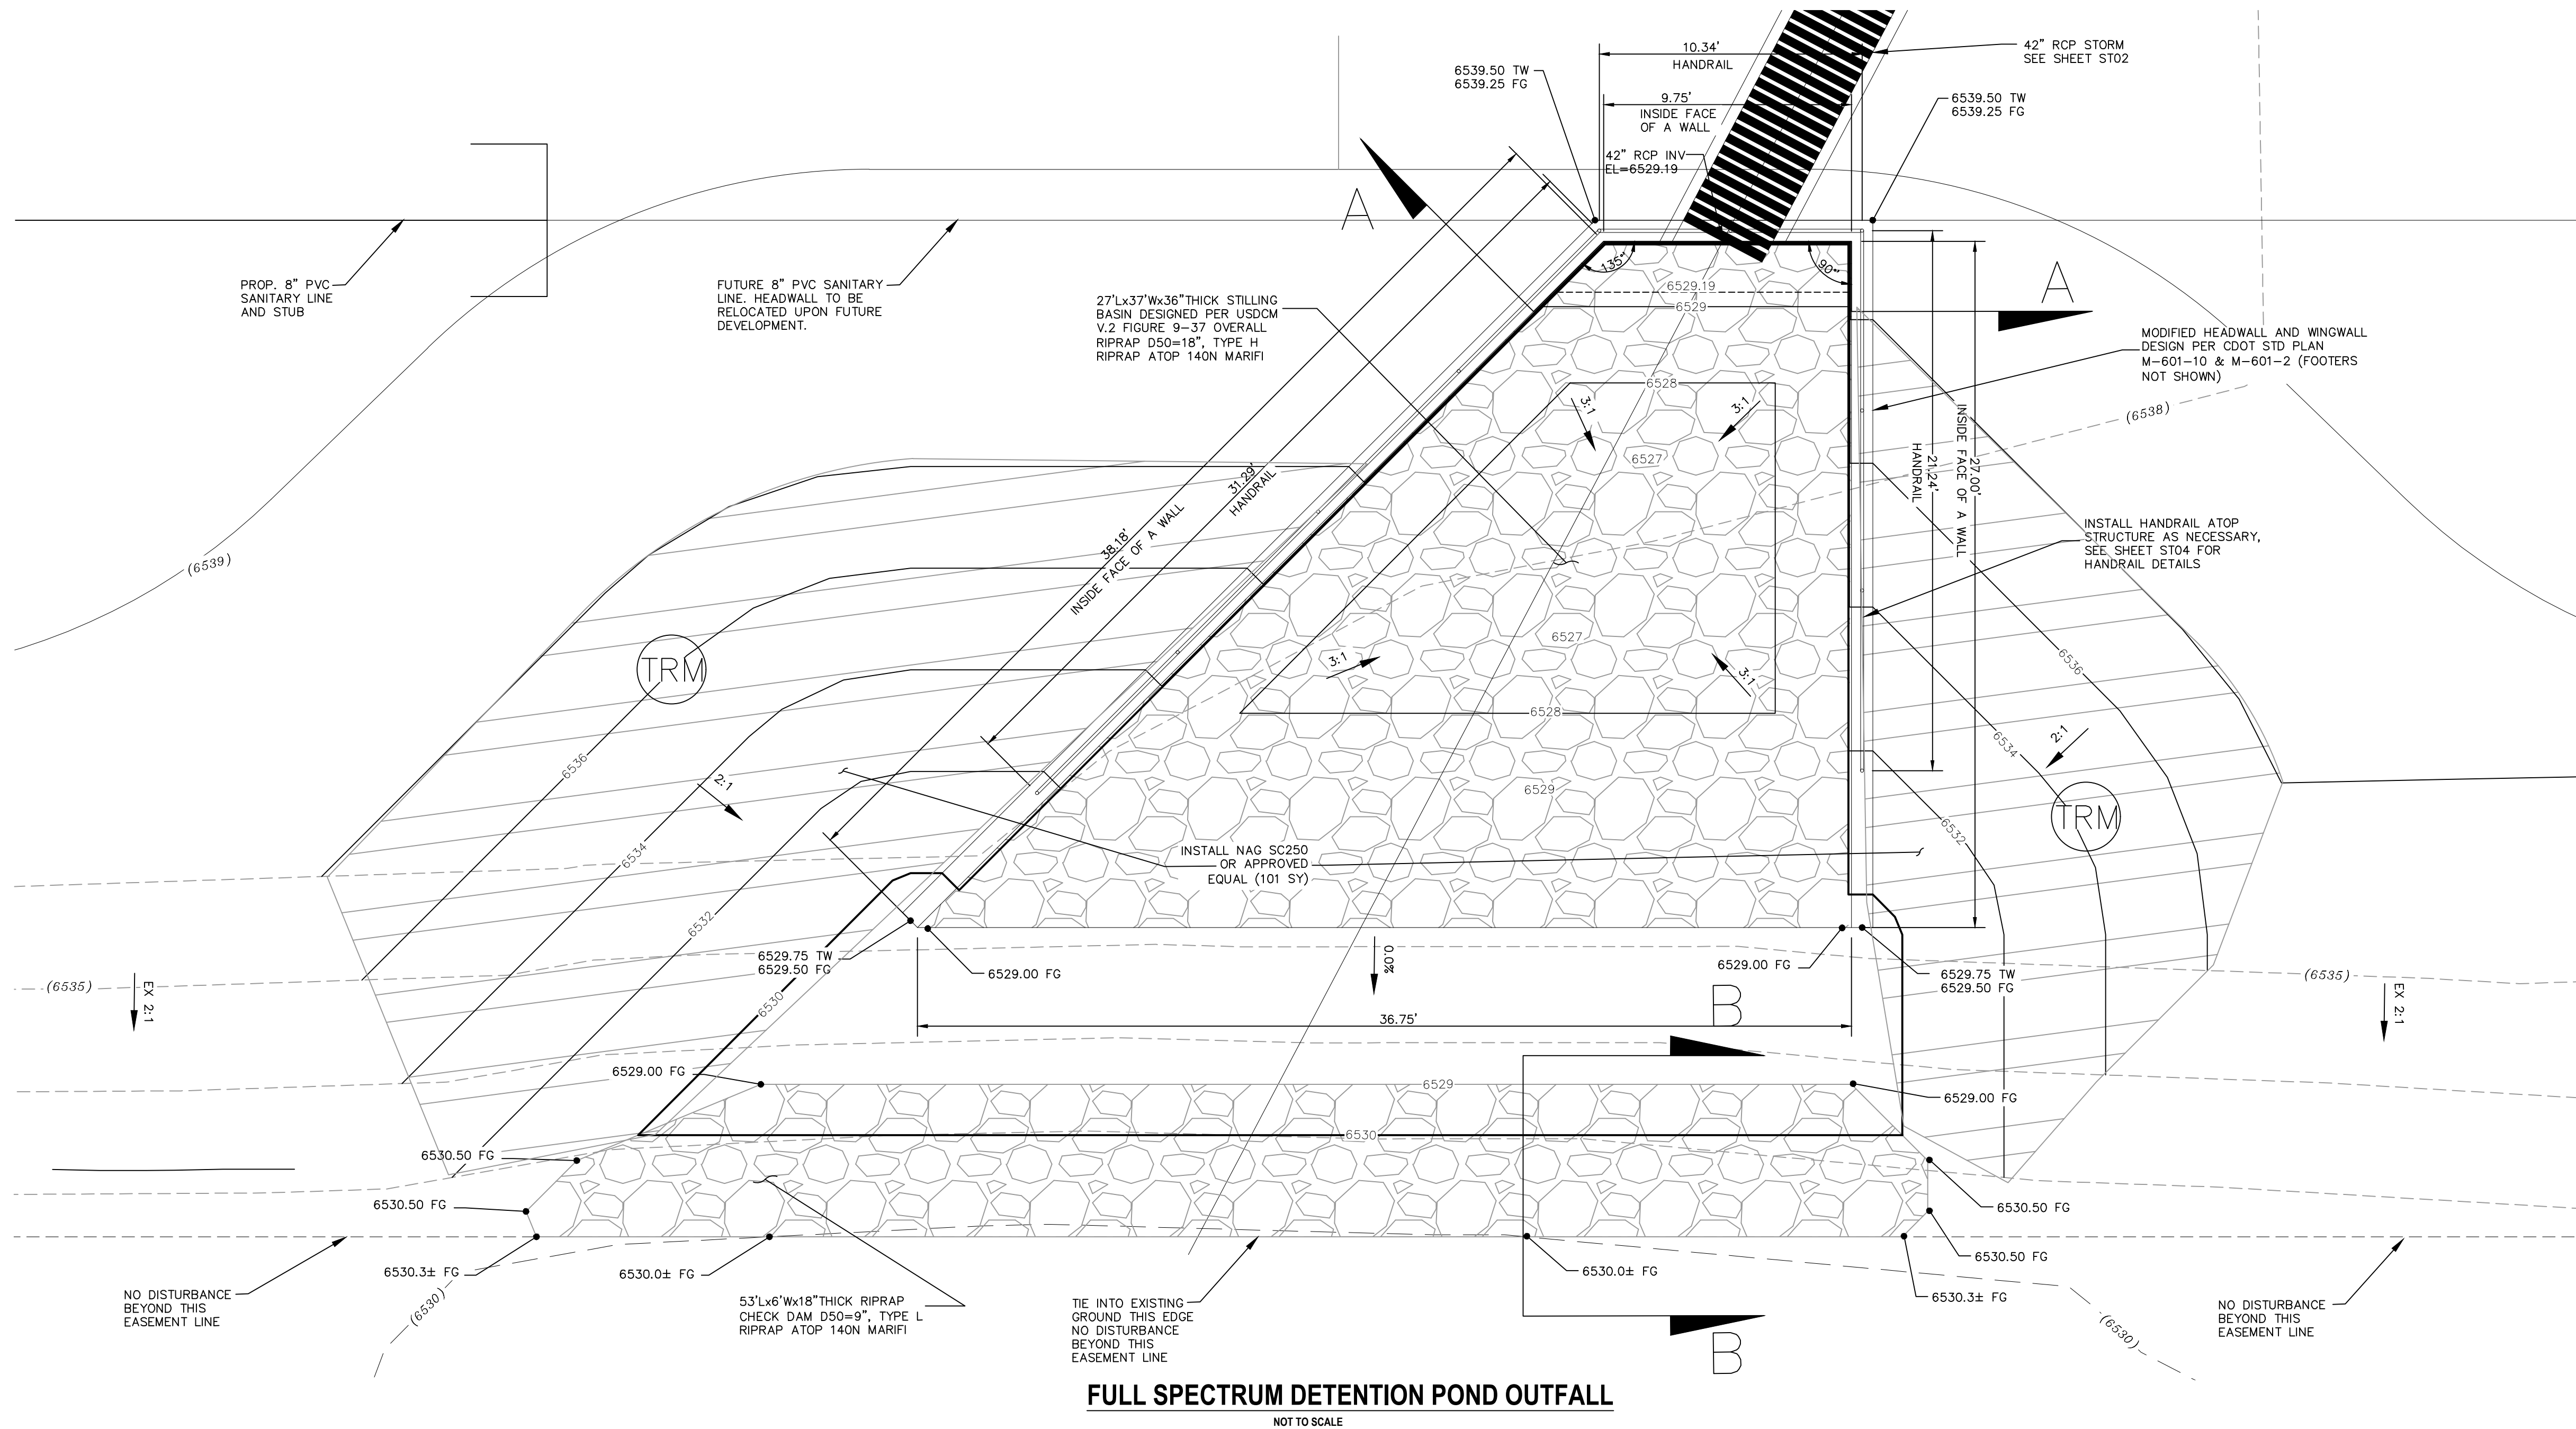 10.34'
HANDRAIL
42" RCP STORM
SEE SHEET ST02
6539.50 TW
6539.25 FG
9.75'
INSIDE FACE
OF A WALL
6539.50 TW
6539.25 FG
42" RCP INV
EL=6529.19
A
A
PROP. 8" PVC
SANITARY LINE
AND STUB
FUTURE 8" PVC SANITARY
LINE. HEADWALL TO BE
RELOCATED UPON FUTURE
DEVELOPMENT.
27'Lx37'Wx36"THICK STILLING
BASIN DESIGNED PER USDCM
V.2 FIGURE 9-37 OVERALL
RIPRAP D50=18", TYPE H
RIPRAP ATOP 140N MARIFI
135°
90°
6529.19
6529
MODIFIED HEADWALL AND WINGWALL
DESIGN PER CDOT STD PLAN
M-601-10 & M-601-2 (FOOTERS
NOT SHOWN)
6528
3:1
3:1
(6538)
6527
38.18'
INSIDE FACE OF A WALL
31.29'
HANDRAIL
27.00'
INSIDE FACE OF A WALL
21.24'
HANDRAIL
INSTALL HANDRAIL ATOP
STRUCTURE AS NECESSARY,
SEE SHEET ST04 FOR
HANDRAIL DETAILS
(6539)
6527
TRM
3:1
3:1
6536
6528
6534
2:1
6536
2:1
6529
TRM
6532
6534
INSTALL NAG SC250
OR APPROVED
EQUAL (101 SY)
6532
6529.75 TW
6529.50 FG
6529.00 FG
0.0%
6529.00 FG
6529.75 TW
6529.50 FG
(6535)
EX 2:1
(6535)
EX 2:1
6530
36.75'
B
6529.00 FG
6529
6529.00 FG
6530
6530.50 FG
6530.50 FG
6530.50 FG
6530.50 FG
6530.3± FG
6530.0± FG
6530.0± FG
6530.3± FG
NO DISTURBANCE
BEYOND THIS
EASEMENT LINE
(6530)
53'Lx6'Wx18"THICK RIPRAP
CHECK DAM D50=9", TYPE L
RIPRAP ATOP 140N MARIFI
TIE INTO EXISTING
GROUND THIS EDGE
NO DISTURBANCE
BEYOND THIS
EASEMENT LINE
B
(6530)
NO DISTURBANCE
BEYOND THIS
EASEMENT LINE
FULL SPECTRUM DETENTION POND OUTFALL
NOT TO SCALE